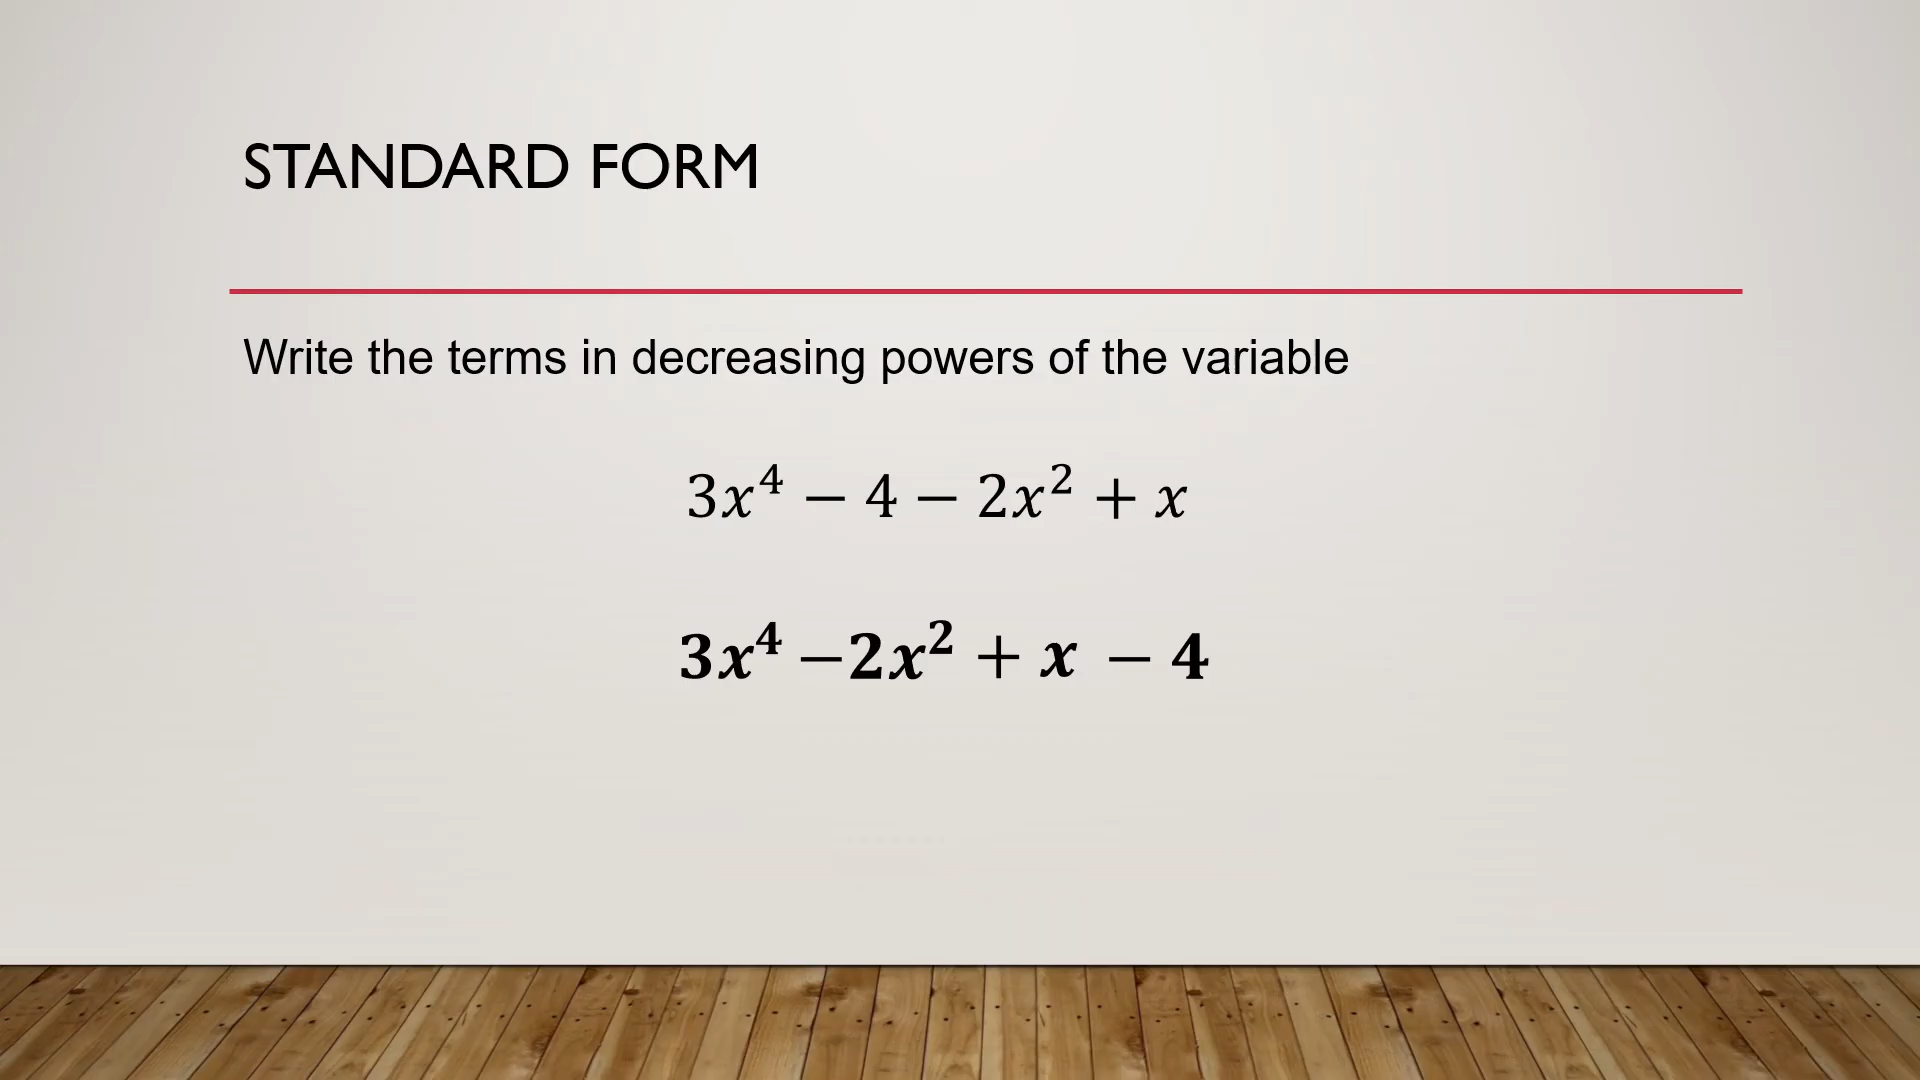 STANDARD FORM
Write the terms in decreasing powers of the variable
3x⁴ − 4 − 2x² + x
3x⁴ −2x² + x − 4